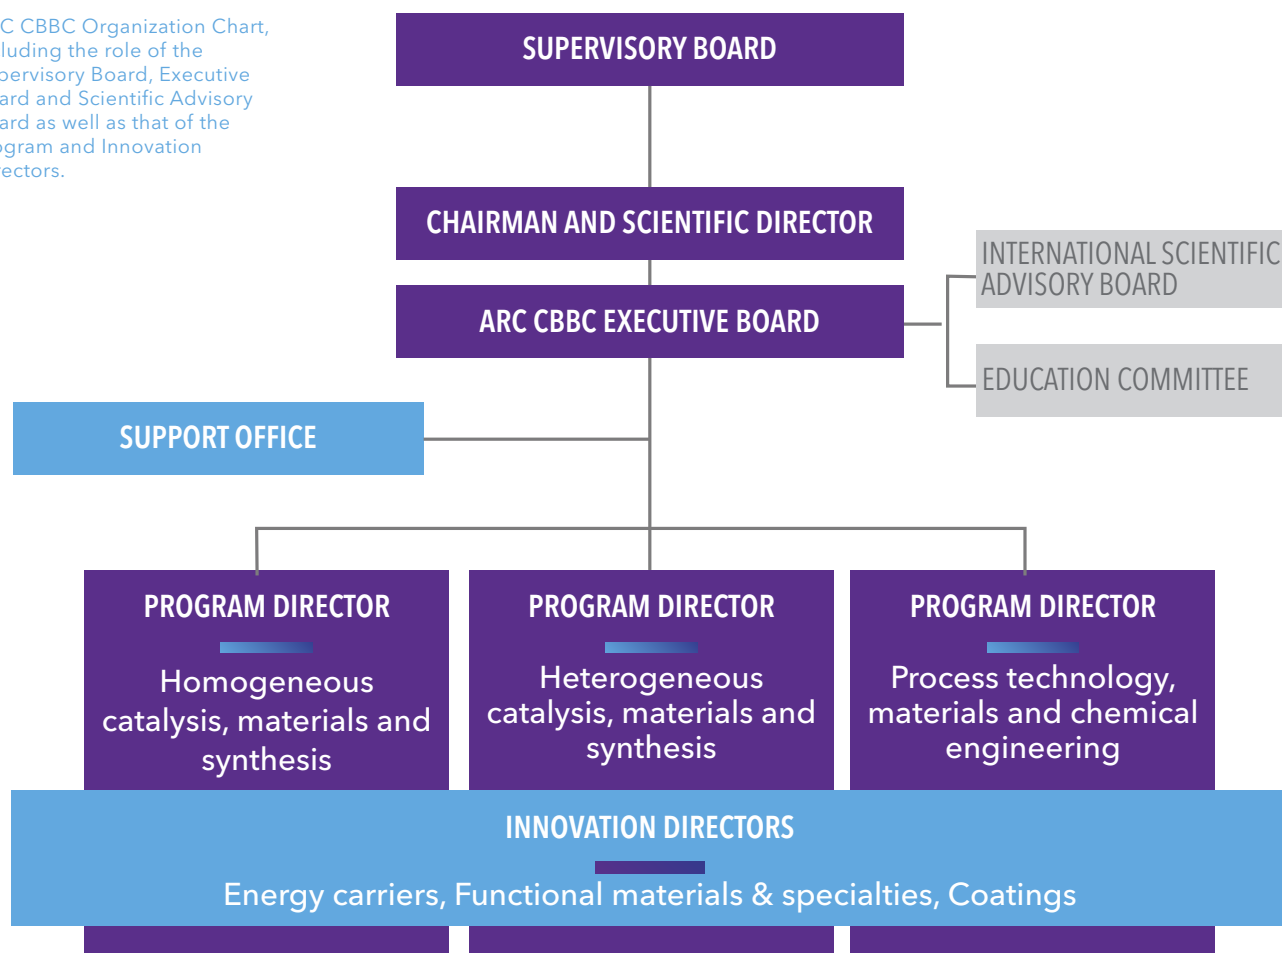 C CBBC Organization Chart,
luding the role of the
pervisory Board, Executive
ard and Scientific Advisory
ard as well as that of the
ogram and Innovation
rectors.
SUPERVISORY BOARD
CHAIRMAN AND SCIENTIFIC DIRECTOR
ARC CBBC EXECUTIVE BOARD
INTERNATIONAL SCIENTIFIC
ADVISORY BOARD
EDUCATION COMMITTEE
SUPPORT OFFICE
PROGRAM DIRECTOR
Homogeneous
catalysis, materials and
synthesis
PROGRAM DIRECTOR
Heterogeneous
catalysis, materials and
synthesis
PROGRAM DIRECTOR
Process technology,
materials and chemical
engineering
INNOVATION DIRECTORS
Energy carriers, Functional materials & specialties, Coatings